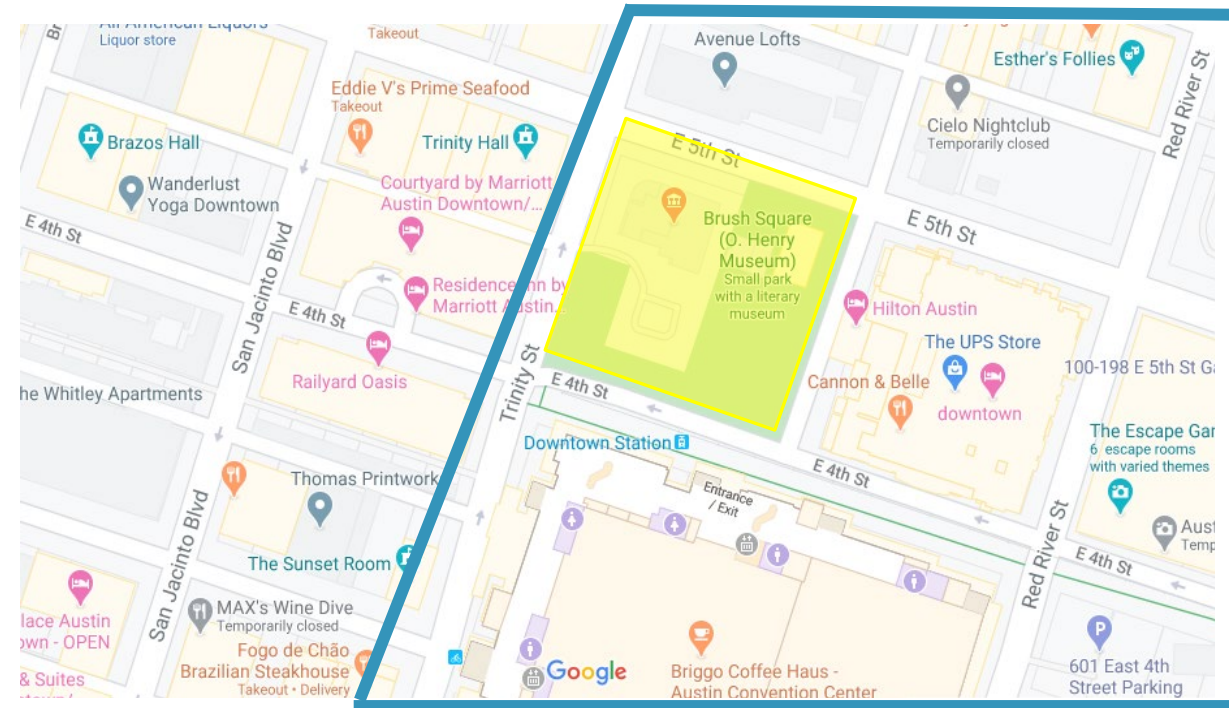 All American Liquors
Liquor store
Takeout
Avenue Lofts
Esther's Follies
Red River St
Eddie V's Prime Seafood
Takeout
Brazos Hall
Trinity Hall
E 5th St
Cielo Nightclub
Temporarily closed
Wanderlust
Yoga Downtown
Courtyard by Marriott
Austin Downtown/...
E 4th St
San Jacinto Blvd
Brush Square
(O. Henry
Museum)
Small park
with a literary
museum
E 5th St
Residence Inn by
Marriott Austin...
Hilton Austin
E 4th St
The UPS Store
100-198 E 5th St Ga
Railyard Oasis
Trinity St
E 4th St
Cannon & Belle
downtown
he Whitley Apartments
Downtown Station
The Escape Gar
6 escape rooms
with varied themes
E 4th St
Thomas Printwork
Entrance
/ Exit
San Jacinto Blvd
Red River St
Aust
Temp
E 4th St
The Sunset Room
lace Austin
own - OPEN
MAX's Wine Dive
Temporarily closed
P
Fogo de Chão
Brazilian Steakhouse
Takeout • Delivery
Google
Briggo Coffee Haus -
Austin Convention Center
601 East 4th
Street Parking
& Suites